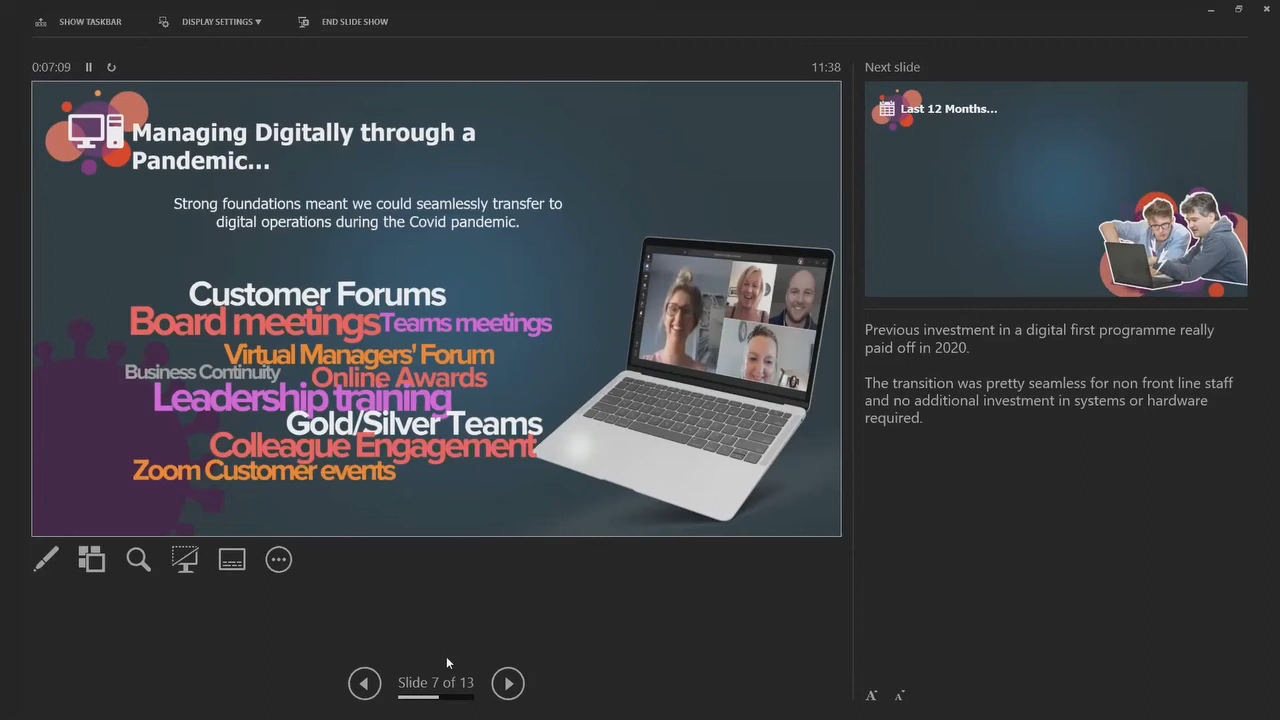 SHOW TASKBAR
DISPLAY SETTINGS
END SLIDE SHOW
0:07:09
11:38
Next slide
Managing Digitally through a
Pandemic...
Strong foundations meant we could seamlessly transfer to
digital operations during the Covid pandemic.
Customer Forums
Board meetings
Teams meetings
Virtual Managers' Forum
Business Continuity
Online Awards
Leadership training
Gold/Silver Teams
Colleague Engagement
Zoom Customer events
Last 12 Months...
Previous investment in a digital first programme really
paid off in 2020.
The transition was pretty seamless for non front line staff
and no additional investment in systems or hardware
required.
Slide 7 of 13
A A